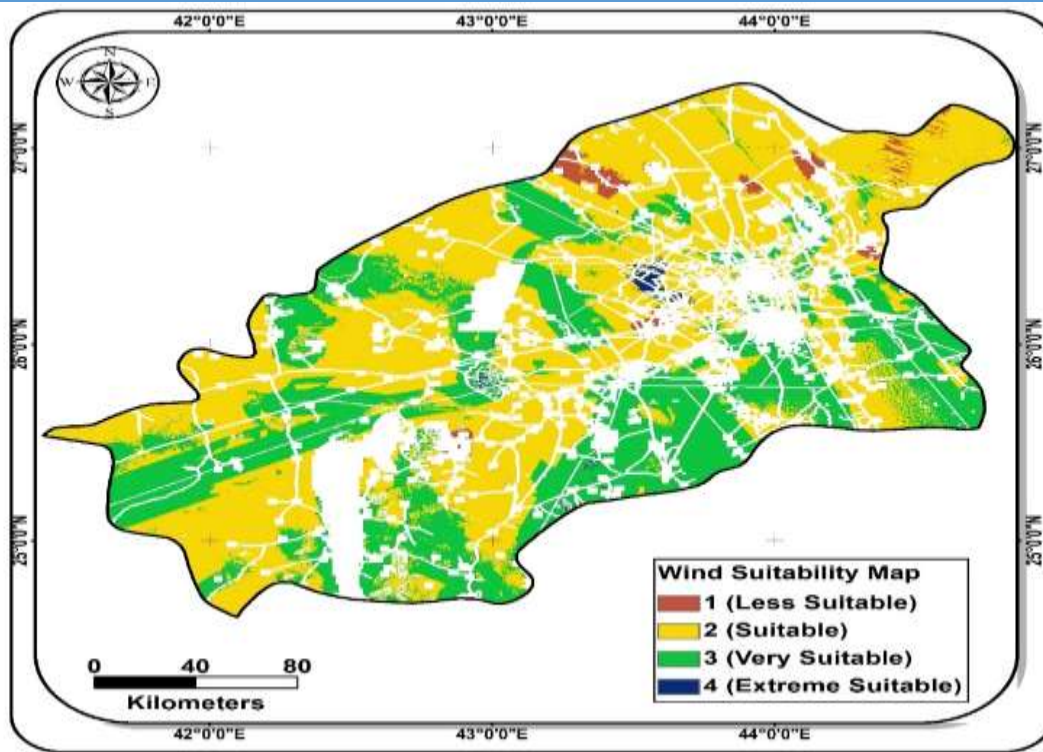 42°0'0"E 43°0'0"E 44°0'0"E
N
W E
S
27°0'0"N 27°0'0"N
26°0'0"N 26°0'0"N
25°0'0"N 25°0'0"N
Wind Suitability Map
1 (Less Suitable)
2 (Suitable)
3 (Very Suitable)
4 (Extreme Suitable)
0 40 80
Kilometers
42°0'0"E 43°0'0"E 44°0'0"E